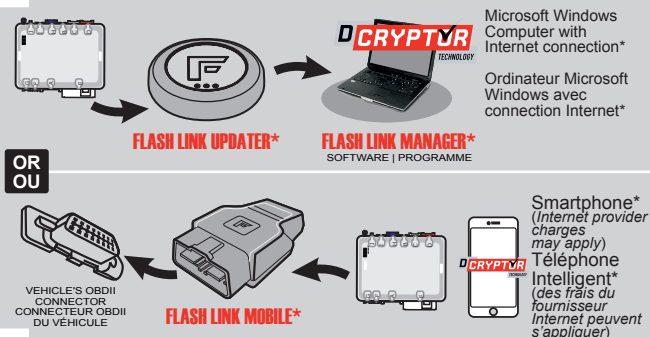 DCRYPTOR
TECHNOLOGY
Microsoft Windows
Computer with
Internet connection*
Ordinateur Microsoft
Windows avec
connection Internet*
F
FLASH LINK UPDATER*
FLASH LINK MANAGER*
SOFTWARE | PROGRAMME
OR
OU
VEHICLE'S OBDII
CONNECTOR
CONNECTEUR OBDII
DU VÉHICULE
F
FLASH LINK MOBILE*
DCRYPTOR
TECHNOLOGY
Smartphone*
(Internet provider
charges
may apply)
Téléphone
Intelligent*
(des frais du
fournisseur
Internet peuvent
s'appliquer)